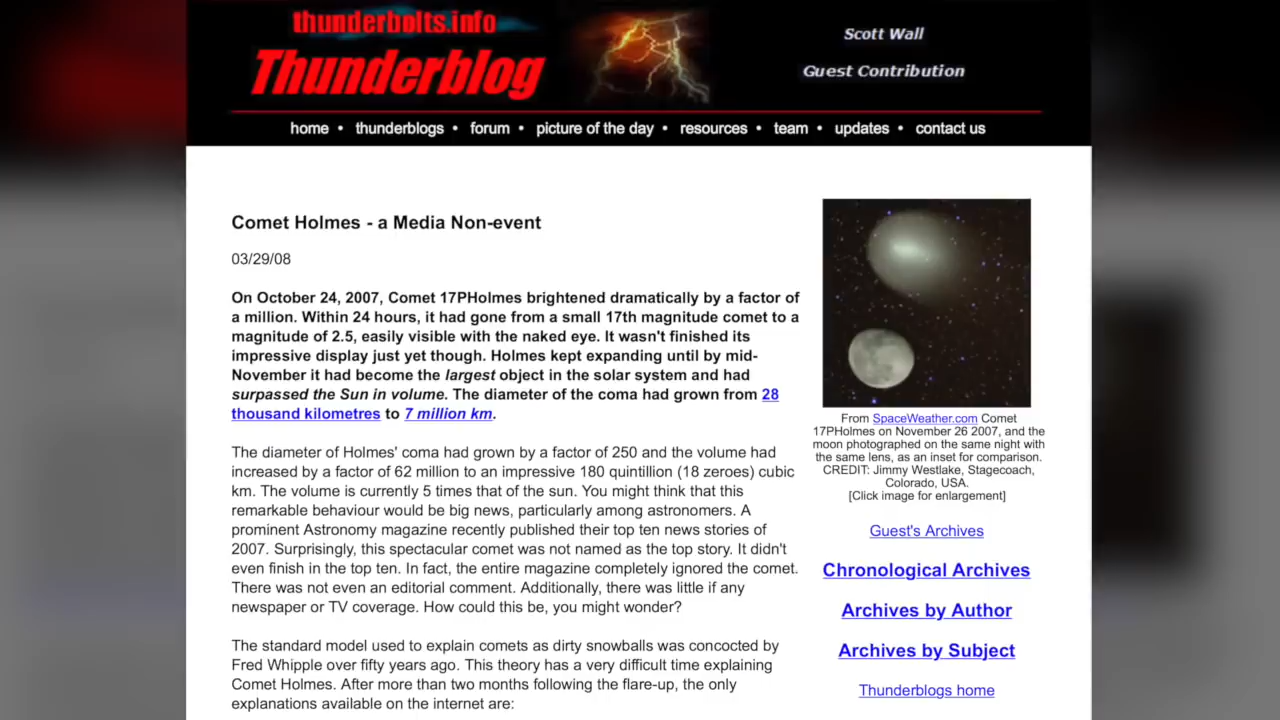 thunderbolts.info
Thunderblog
Scott Wall
Guest Contribution
home • thunderblogs • forum • picture of the day • resources • team • updates • contact us
Comet Holmes - a Media Non-event
03/29/08
On October 24, 2007, Comet 17PHolmes brightened dramatically by a factor of
a million. Within 24 hours, it had gone from a small 17th magnitude comet to a
magnitude of 2.5, easily visible with the naked eye. It wasn't finished its
impressive display just yet though. Holmes kept expanding until by mid-
November it had become the largest object in the solar system and had
surpassed the Sun in volume. The diameter of the coma had grown from 28
thousand kilometres to 7 million km.
The diameter of Holmes' coma had grown by a factor of 250 and the volume had
increased by a factor of 62 million to an impressive 180 quintillion (18 zeroes) cubic
km. The volume is currently 5 times that of the sun. You might think that this
remarkable behaviour would be big news, particularly among astronomers. A
prominent Astronomy magazine recently published their top ten news stories of
2007. Surprisingly, this spectacular comet was not named as the top story. It didn't
even finish in the top ten. In fact, the entire magazine completely ignored the comet.
There was not even an editorial comment. Additionally, there was little if any
newspaper or TV coverage. How could this be, you might wonder?
The standard model used to explain comets as dirty snowballs was concocted by
Fred Whipple over fifty years ago. This theory has a very difficult time explaining
Comet Holmes. After more than two months following the flare-up, the only
explanations available on the internet are:
From SpaceWeather.com Comet
17PHolmes on November 26 2007, and the
moon photographed on the same night with
the same lens, as an inset for comparison.
CREDIT: Jimmy Westlake, Stagecoach,
Colorado, USA.
[Click image for enlargement]
Guest's Archives
Chronological Archives
Archives by Author
Archives by Subject
Thunderblogs home